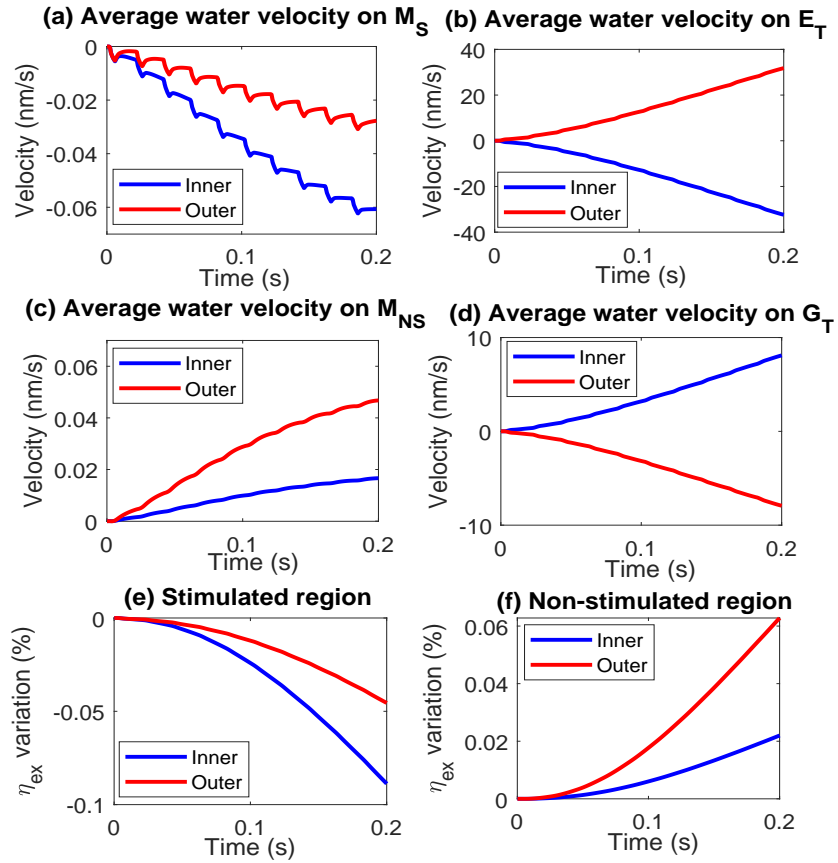 (a) Average water velocity on M_S
0
-0.02
-0.04
-0.06
Velocity (nm/s)
Inner
Outer
0 0.1 0.2
Time (s)
(b) Average water velocity on E_T
40
20
0
-20
-40
Velocity (nm/s)
Inner
Outer
0 0.1 0.2
Time (s)
(c) Average water velocity on M_NS
0.06
0.04
0.02
0
Velocity (nm/s)
Inner
Outer
0 0.1 0.2
Time (s)
(d) Average water velocity on G_T
10
5
0
-5
-10
Velocity (nm/s)
Inner
Outer
0 0.1 0.2
Time (s)
(e) Stimulated region
0
-0.05
-0.1
η_ex variation (%)
Inner
Outer
0 0.1 0.2
Time (s)
(f) Non-stimulated region
0.06
0.04
0.02
0
η_ex variation (%)
Inner
Outer
0 0.1 0.2
Time (s)